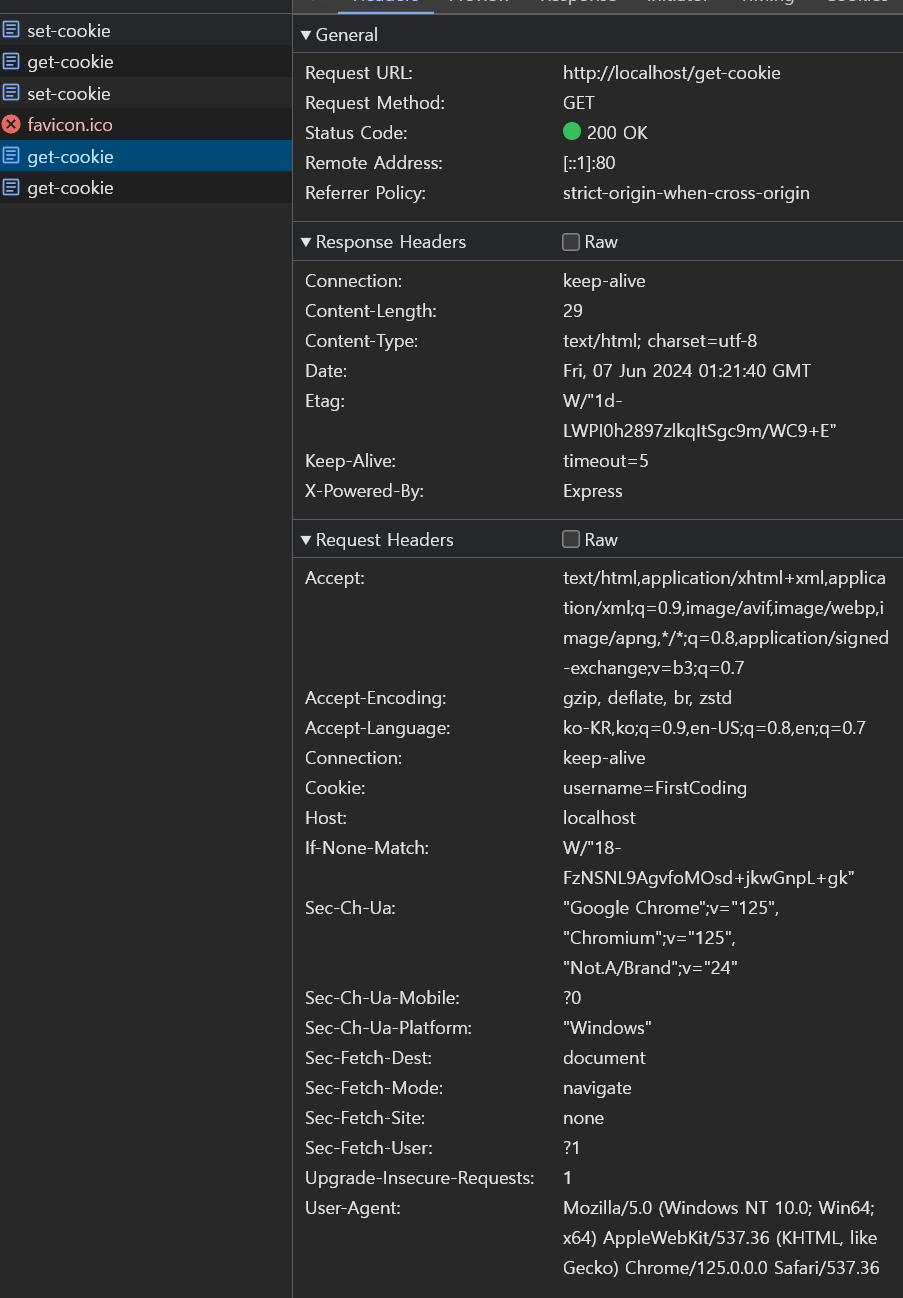 Headers Preview Response Initiator Timing Cookies
set-cookie
get-cookie
set-cookie
favicon.ico
get-cookie
get-cookie
General
Request URL: http://localhost/get-cookie
Request Method: GET
Status Code: 200 OK
Remote Address: [::1]:80
Referrer Policy: strict-origin-when-cross-origin
Response Headers Raw
Connection: keep-alive
Content-Length: 29
Content-Type: text/html; charset=utf-8
Date: Fri, 07 Jun 2024 01:21:40 GMT
Etag: W/"1d-
LWPI0h2897zlkqItSgc9m/WC9+E"
Keep-Alive: timeout=5
X-Powered-By: Express
Request Headers Raw
Accept: text/html,application/xhtml+xml,applica
tion/xml;q=0.9,image/avif,image/webp,i
mage/apng,*/*;q=0.8,application/signed
-exchange;v=b3;q=0.7
Accept-Encoding: gzip, deflate, br, zstd
Accept-Language: ko-KR,ko;q=0.9,en-US;q=0.8,en;q=0.7
Connection: keep-alive
Cookie: username=FirstCoding
Host: localhost
If-None-Match: W/"18-
FzNSNL9AgvfoMOsd+jkwGnpL+gk"
Sec-Ch-Ua: "Google Chrome";v="125",
"Chromium";v="125",
"Not.A/Brand";v="24"
Sec-Ch-Ua-Mobile: ?0
Sec-Ch-Ua-Platform: "Windows"
Sec-Fetch-Dest: document
Sec-Fetch-Mode: navigate
Sec-Fetch-Site: none
Sec-Fetch-User: ?1
Upgrade-Insecure-Requests: 1
User-Agent: Mozilla/5.0 (Windows NT 10.0; Win64;
x64) AppleWebKit/537.36 (KHTML, like
Gecko) Chrome/125.0.0.0 Safari/537.36